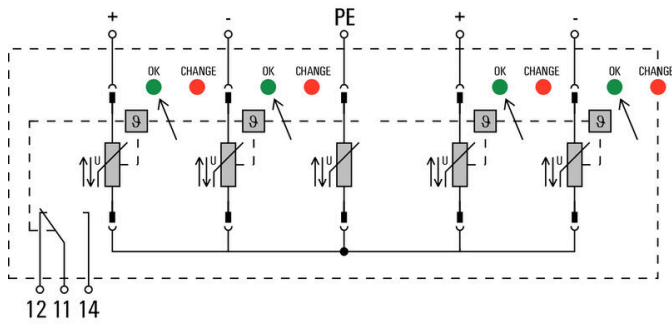 + - PE + -
OK CHANGE OK CHANGE OK CHANGE OK CHANGE
ϑ ϑ ϑ ϑ
U U U U U
12 11 14